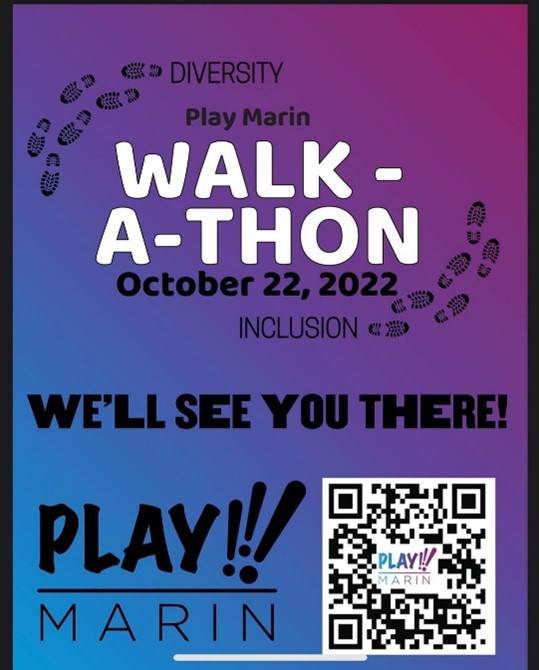 DIVERSITY
Play Marin
WALK -
A-THON
October 22, 2022
INCLUSION
WE'LL SEE YOU THERE!
PLAY!!!
MARIN
PLAY!!!
MARIN